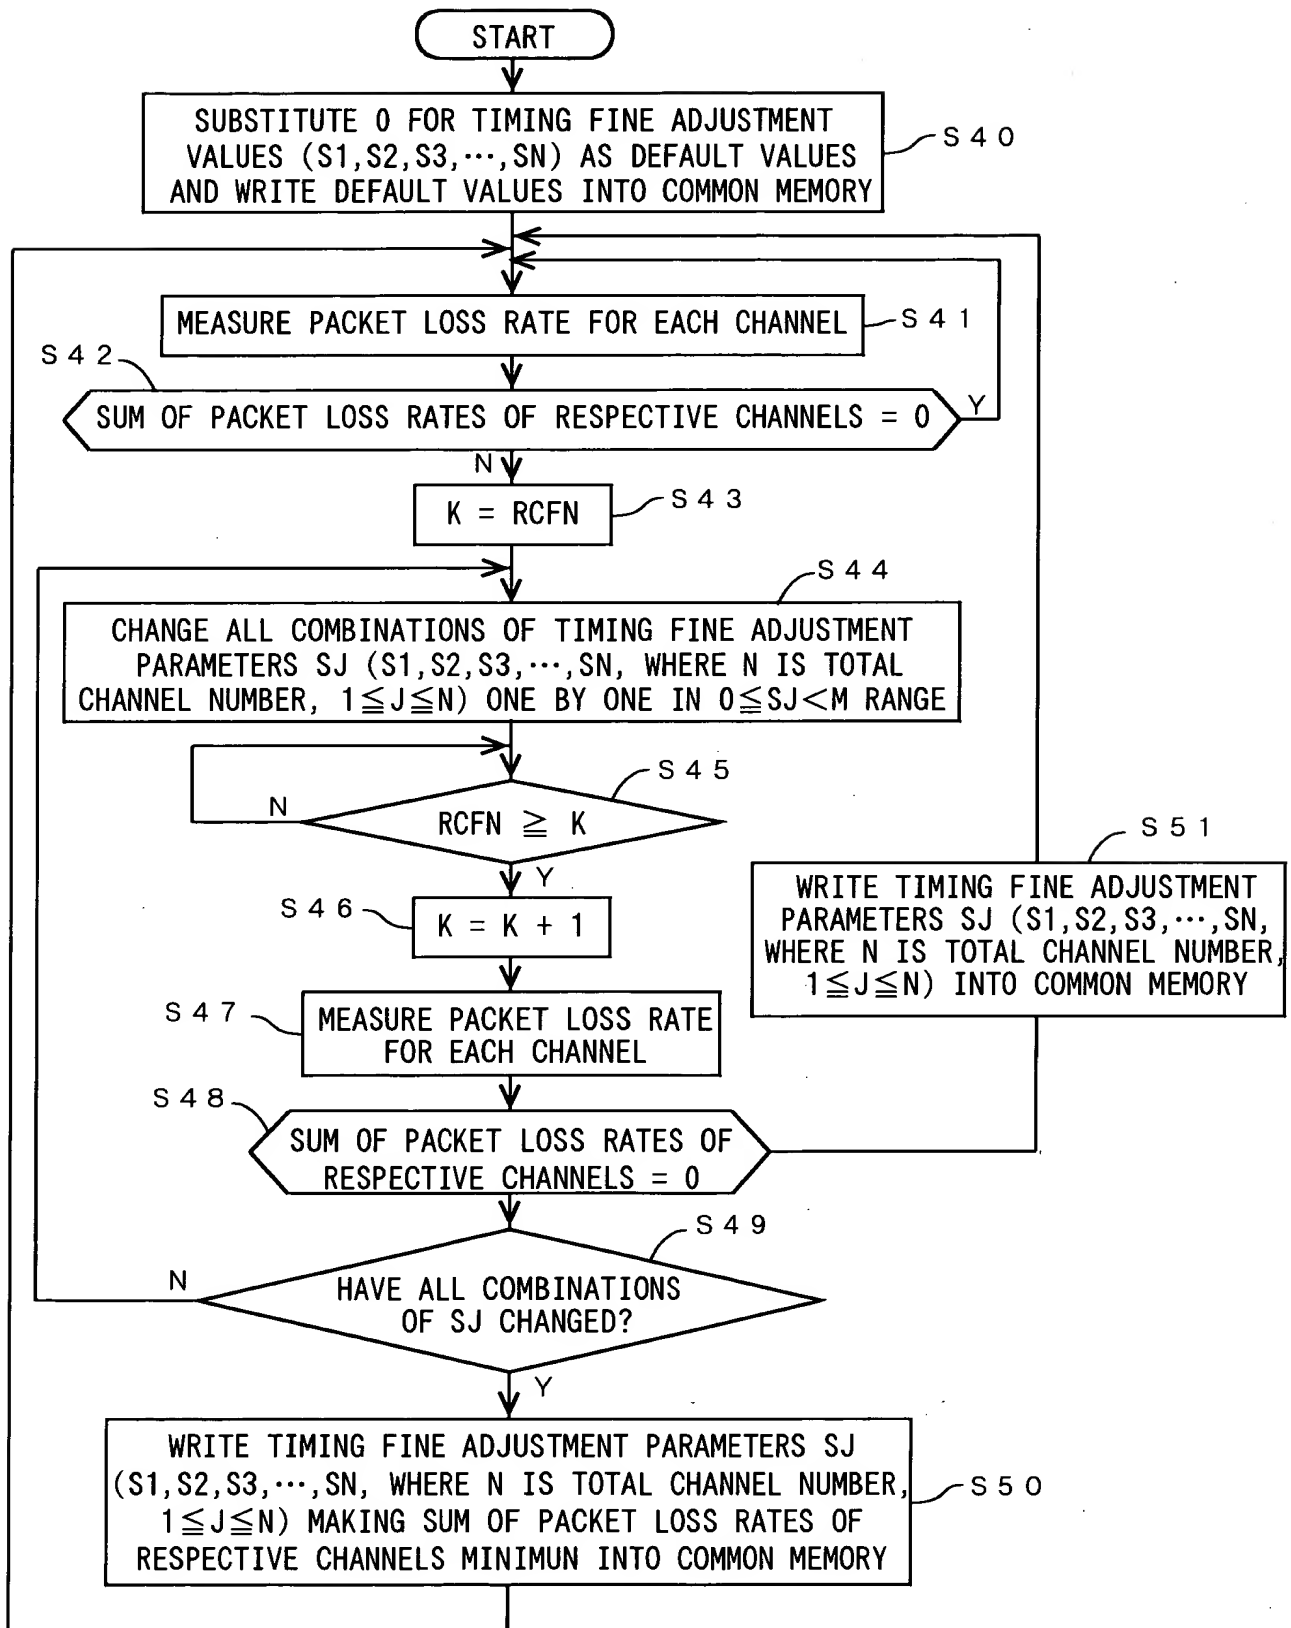 START
SUBSTITUTE 0 FOR TIMING FINE ADJUSTMENT
VALUES (S1,S2,S3,···,SN) AS DEFAULT VALUES
AND WRITE DEFAULT VALUES INTO COMMON MEMORY
S40
MEASURE PACKET LOSS RATE FOR EACH CHANNEL
S41
S42
SUM OF PACKET LOSS RATES OF RESPECTIVE CHANNELS = 0
Y
N
K = RCFN
S43
S44
CHANGE ALL COMBINATIONS OF TIMING FINE ADJUSTMENT
PARAMETERS SJ (S1,S2,S3,···,SN, WHERE N IS TOTAL
CHANNEL NUMBER, 1≦J≦N) ONE BY ONE IN 0≦SJ<M RANGE
S45
N
RCFN ≧ K
Y
S46
K = K + 1
S51
WRITE TIMING FINE ADJUSTMENT
PARAMETERS SJ (S1,S2,S3,···,SN,
WHERE N IS TOTAL CHANNEL NUMBER,
1≦J≦N) INTO COMMON MEMORY
S47
MEASURE PACKET LOSS RATE
FOR EACH CHANNEL
S48
SUM OF PACKET LOSS RATES OF
RESPECTIVE CHANNELS = 0
S49
N
HAVE ALL COMBINATIONS
OF SJ CHANGED?
Y
WRITE TIMING FINE ADJUSTMENT PARAMETERS SJ
(S1,S2,S3,···,SN, WHERE N IS TOTAL CHANNEL NUMBER,
1≦J≦N) MAKING SUM OF PACKET LOSS RATES OF
RESPECTIVE CHANNELS MINIMUN INTO COMMON MEMORY
S50